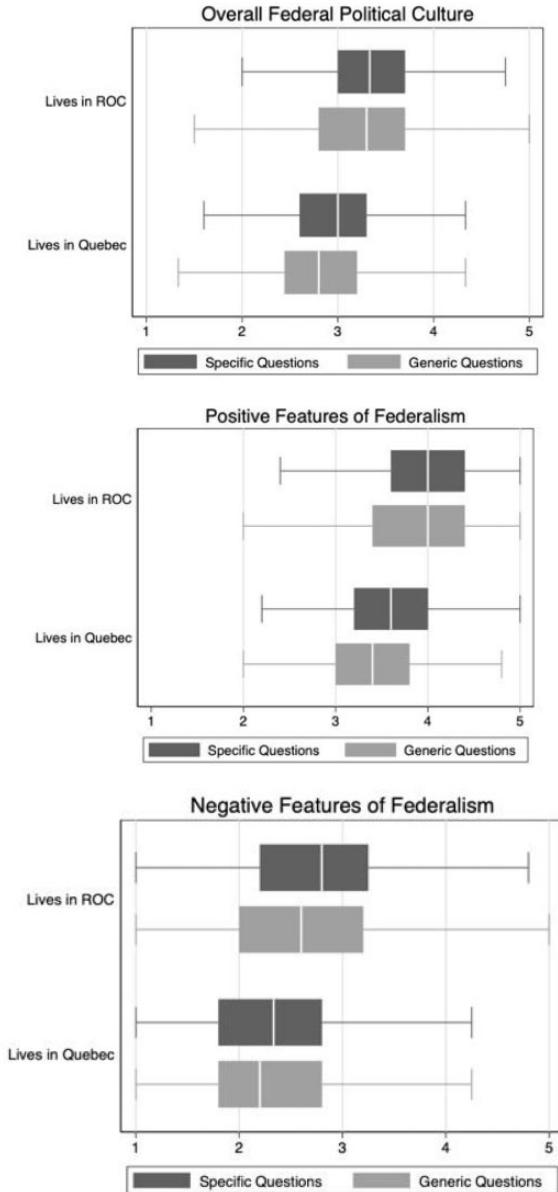 Overall Federal Political Culture
Lives in ROC
Lives in Quebec
1 2 3 4 5
Specific Questions Generic Questions
Positive Features of Federalism
Lives in ROC
Lives in Quebec
1 2 3 4 5
Specific Questions Generic Questions
Negative Features of Federalism
Lives in ROC
Lives in Quebec
1 2 3 4 5
Specific Questions Generic Questions